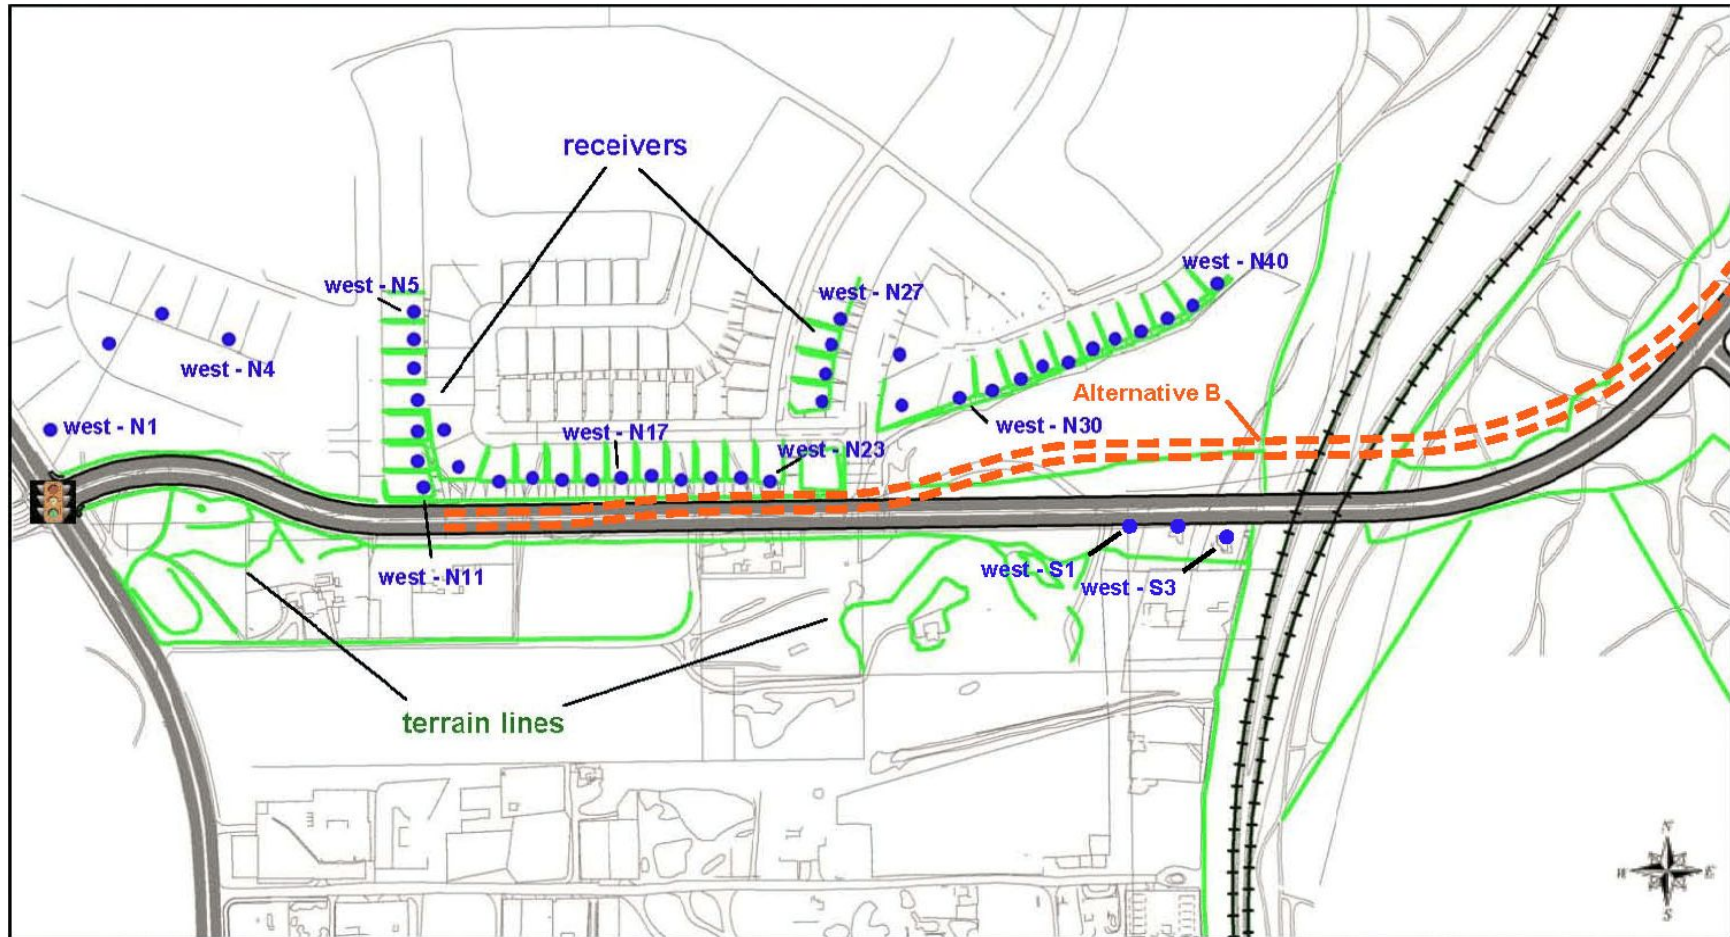 receivers
west - N5
west - N27
west - N40
west - N4
Alternative B
west - N1
west - N17
west - N30
west - N23
west - N11
west - S1
west - S3
terrain lines
N
W
E
S